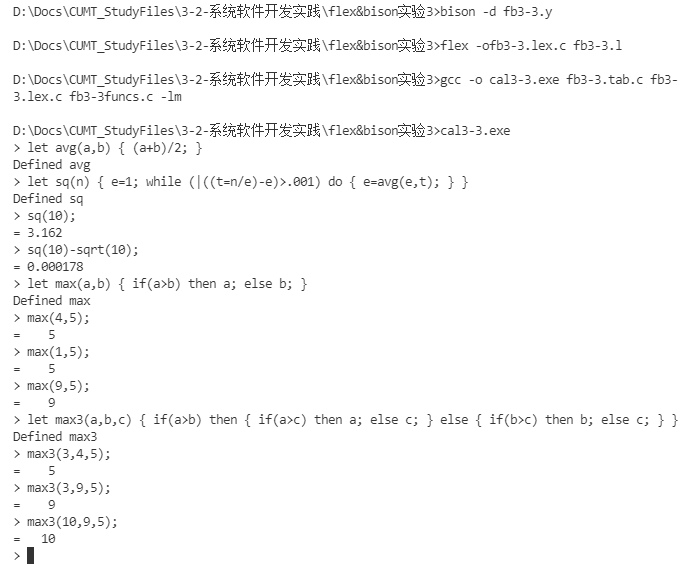 D:\Docs\CUMT_StudyFiles\3-2-系统软件开发实践\flex&bison实验3>bison -d fb3-3.y
D:\Docs\CUMT_StudyFiles\3-2-系统软件开发实践\flex&bison实验3>flex -ofb3-3.lex.c fb3-3.l
D:\Docs\CUMT_StudyFiles\3-2-系统软件开发实践\flex&bison实验3>gcc -o cal3-3.exe fb3-3.tab.c fb3-
3.lex.c fb3-3funcs.c -lm
D:\Docs\CUMT_StudyFiles\3-2-系统软件开发实践\flex&bison实验3>cal3-3.exe
> let avg(a,b) { (a+b)/2; }
Defined avg
> let sq(n) { e=1; while (|((t=n/e)-e)>.001) do { e=avg(e,t); } }
Defined sq
> sq(10);
= 3.162
> sq(10)-sqrt(10);
= 0.000178
> let max(a,b) { if(a>b) then a; else b; }
Defined max
> max(4,5);
=    5
> max(1,5);
=    5
> max(9,5);
=    9
> let max3(a,b,c) { if(a>b) then { if(a>c) then a; else c; } else { if(b>c) then b; else c; } }
Defined max3
> max3(3,4,5);
=    5
> max3(3,9,5);
=    9
> max3(10,9,5);
=   10
>